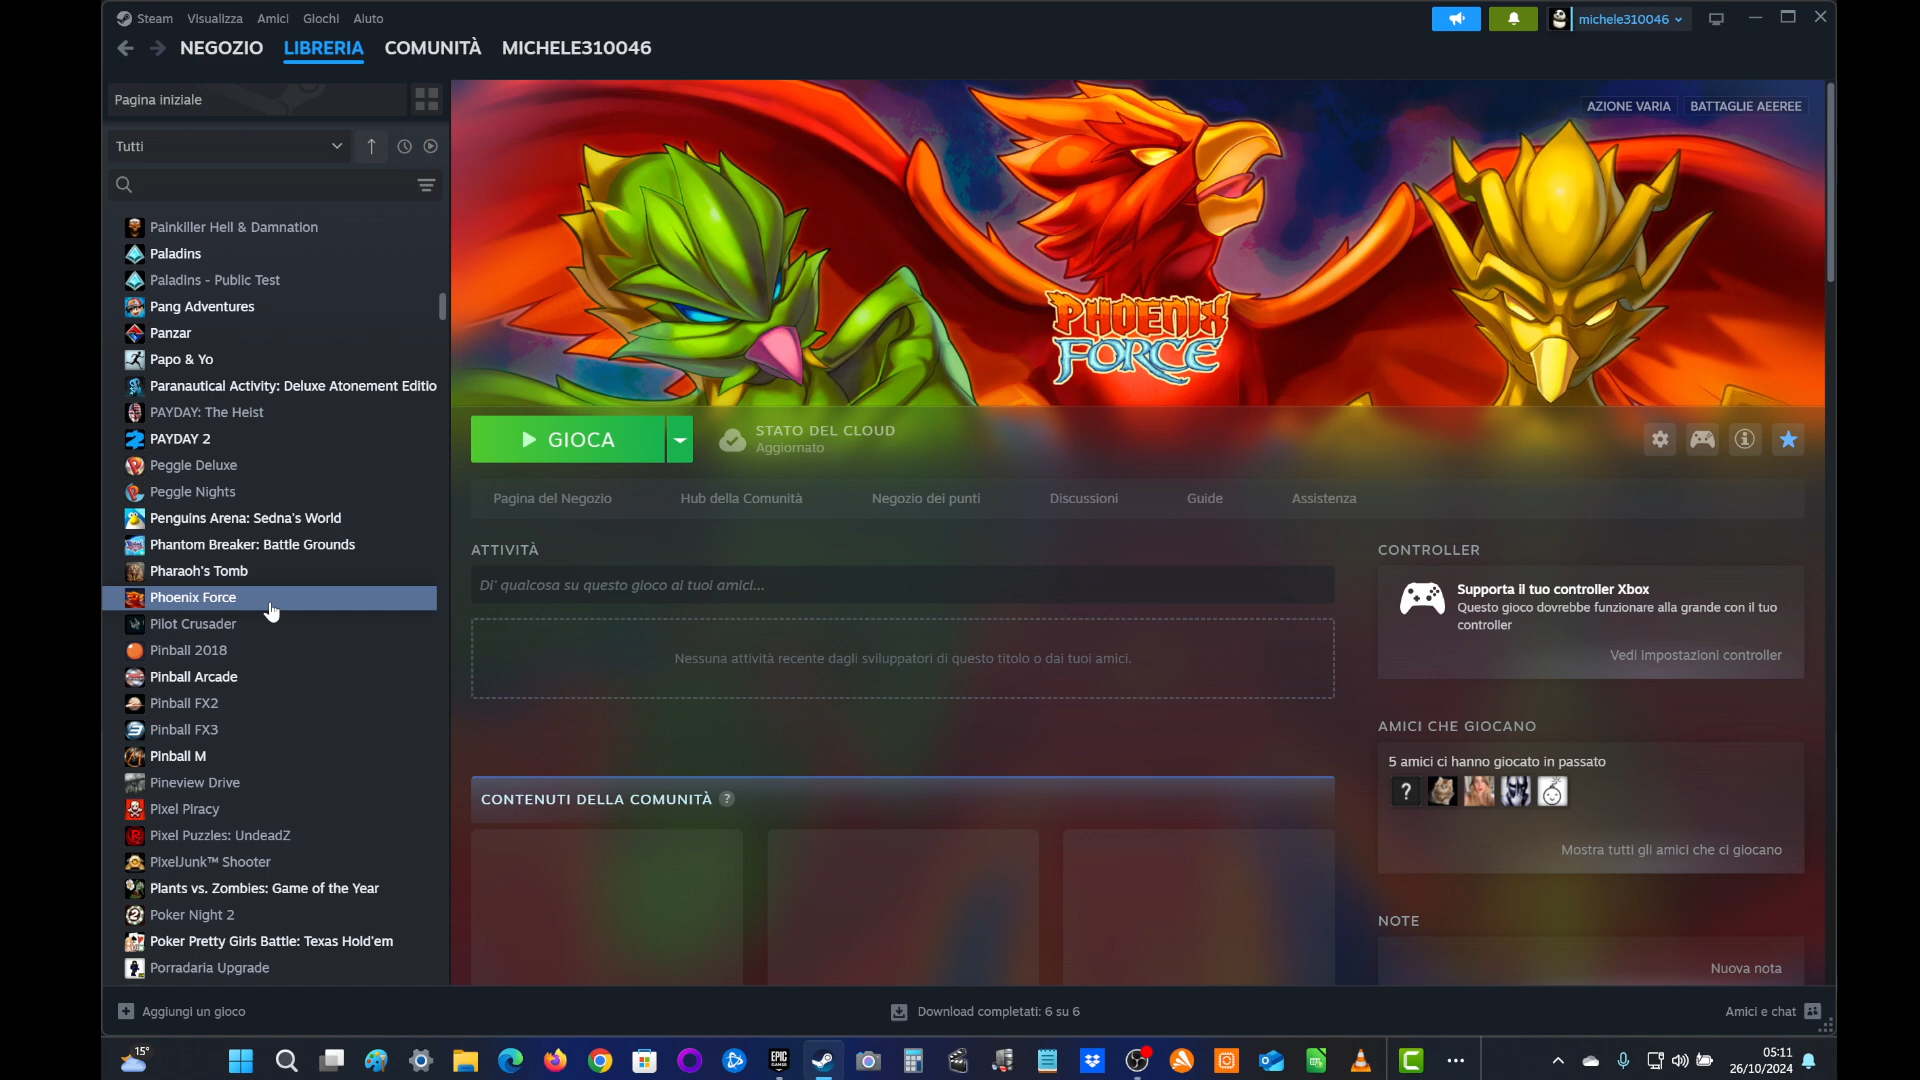 Steam Visualizza Amici Giochi Aiuto
michele310046
NEGOZIO LIBRERIA COMUNITÀ MICHELE310046
Pagina iniziale
Tutti
Painkiller Hell & Damnation
Paladins
Paladins - Public Test
Pang Adventures
Panzar
Papo & Yo
Paranautical Activity: Deluxe Atonement Editio
PAYDAY: The Heist
PAYDAY 2
Peggle Deluxe
Peggle Nights
Penguins Arena: Sedna's World
Phantom Breaker: Battle Grounds
Pharaoh's Tomb
Phoenix Force
Pilot Crusader
Pinball 2018
Pinball Arcade
Pinball FX2
Pinball FX3
Pinball M
Pineview Drive
Pixel Piracy
Pixel Puzzles: UndeadZ
PixelJunk™ Shooter
Plants vs. Zombies: Game of the Year
Poker Night 2
Poker Pretty Girls Battle: Texas Hold'em
Porradaria Upgrade
AZIONE VARIA BATTAGLIE AEEREE
PHOENIX
FORCE
GIOCA
STATO DEL CLOUD
Aggiornato
Pagina del Negozio Hub della Comunità Negozio dei punti Discussioni Guide Assistenza
ATTIVITÀ
Di' qualcosa su questo gioco ai tuoi amici...
Nessuna attività recente dagli sviluppatori di questo titolo o dai tuoi amici.
CONTENUTI DELLA COMUNITÀ ?
CONTROLLER
Supporta il tuo controller Xbox
Questo gioco dovrebbe funzionare alla grande con il tuo
controller
Vedi impostazioni controller
AMICI CHE GIOCANO
5 amici ci hanno giocato in passato
?
Mostra tutti gli amici che ci giocano
NOTE
Nuova nota
Aggiungi un gioco
Download completati: 6 su 6
Amici e chat
15°
EPIC
GAMES
05:11
26/10/2024